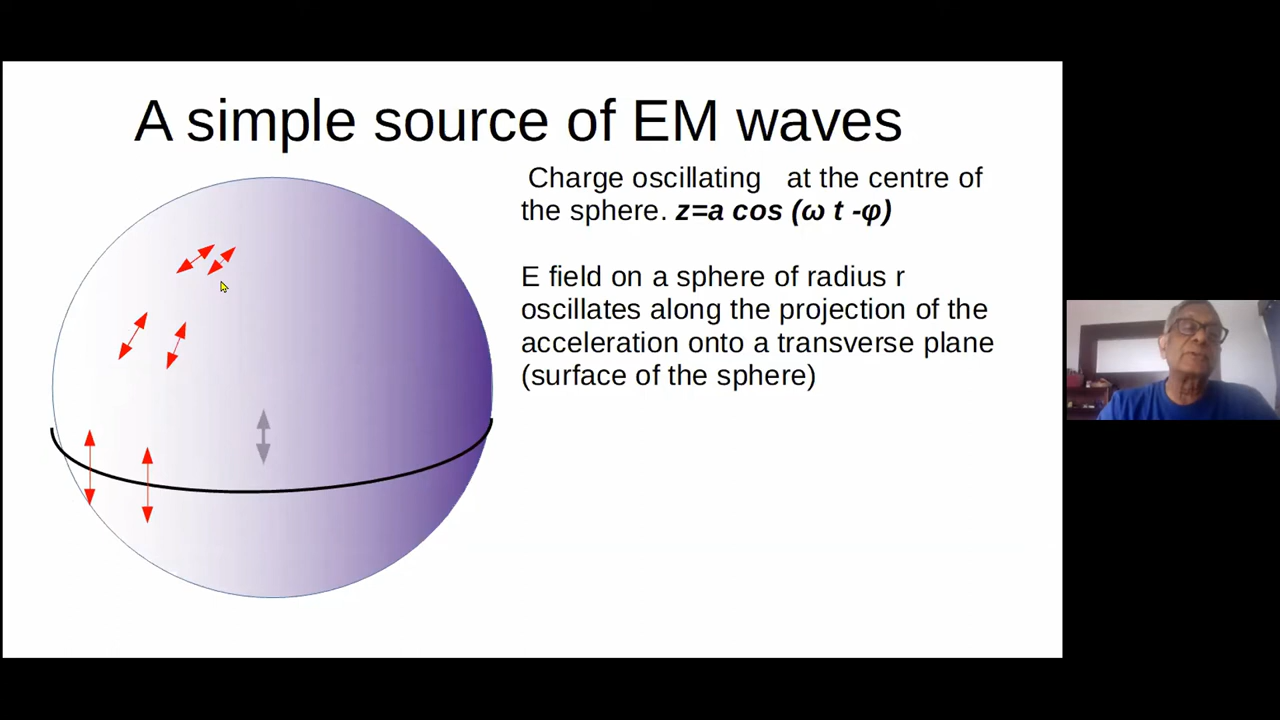 A simple source of EM waves
Charge oscillating at the centre of
the sphere. z=a cos (ω t -φ)
E field on a sphere of radius r
oscillates along the projection of the
acceleration onto a transverse plane
(surface of the sphere)